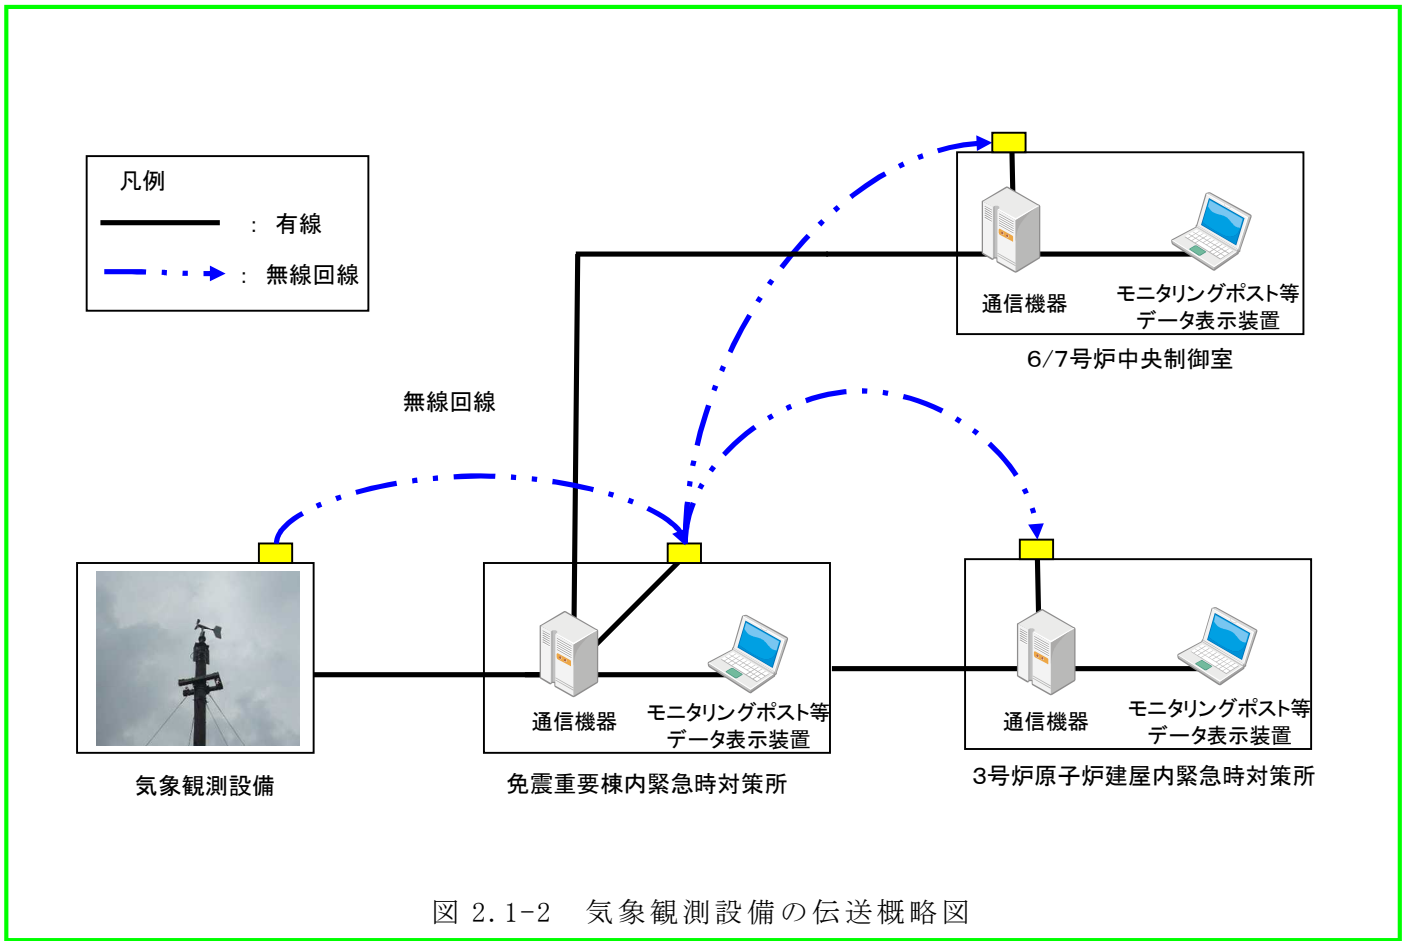 凡例
： 有線
： 無線回線
通信機器
モニタリングポスト等
データ表示装置
6/7号炉中央制御室
無線回線
通信機器
モニタリングポスト等
データ表示装置
通信機器
モニタリングポスト等
データ表示装置
気象観測設備
免震重要棟内緊急時対策所
3号炉原子炉建屋内緊急時対策所
図 2.1-2　気象観測設備の伝送概略図